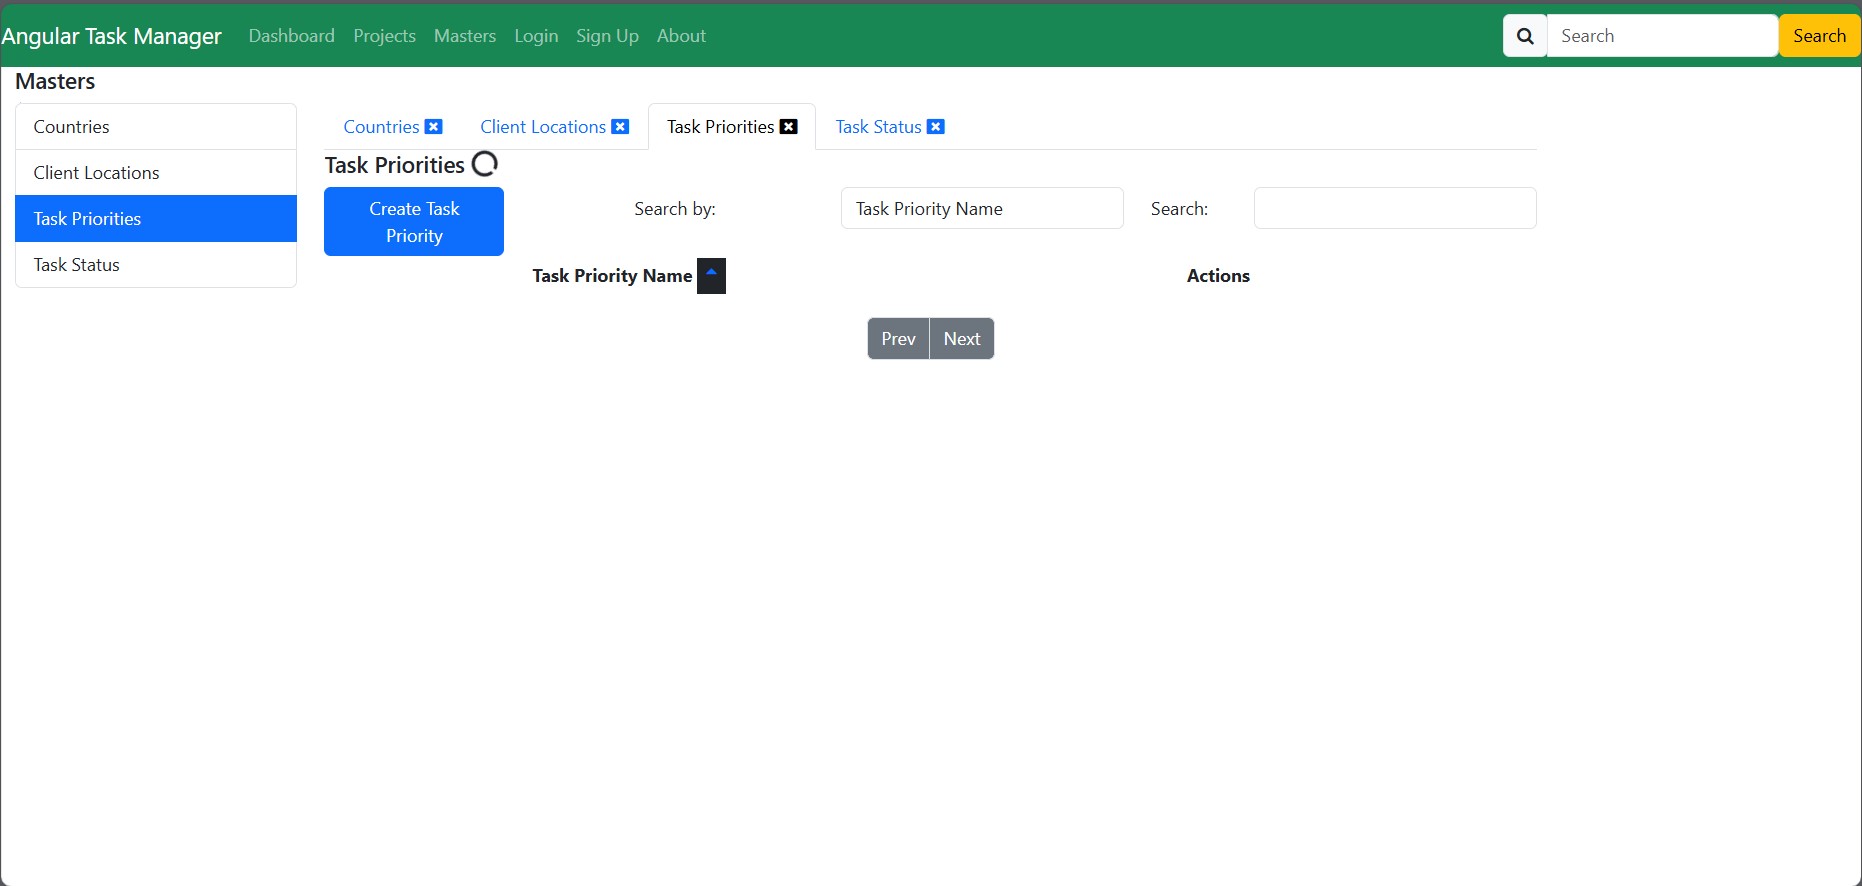 Angular Task Manager Dashboard Projects Masters Login Sign Up About Search Search
Masters
Countries
Client Locations
Task Priorities
Task Status
Countries Client Locations Task Priorities Task Status
Task Priorities
Create Task
Priority
Search by: Task Priority Name Search:
Task Priority Name Actions
Prev Next